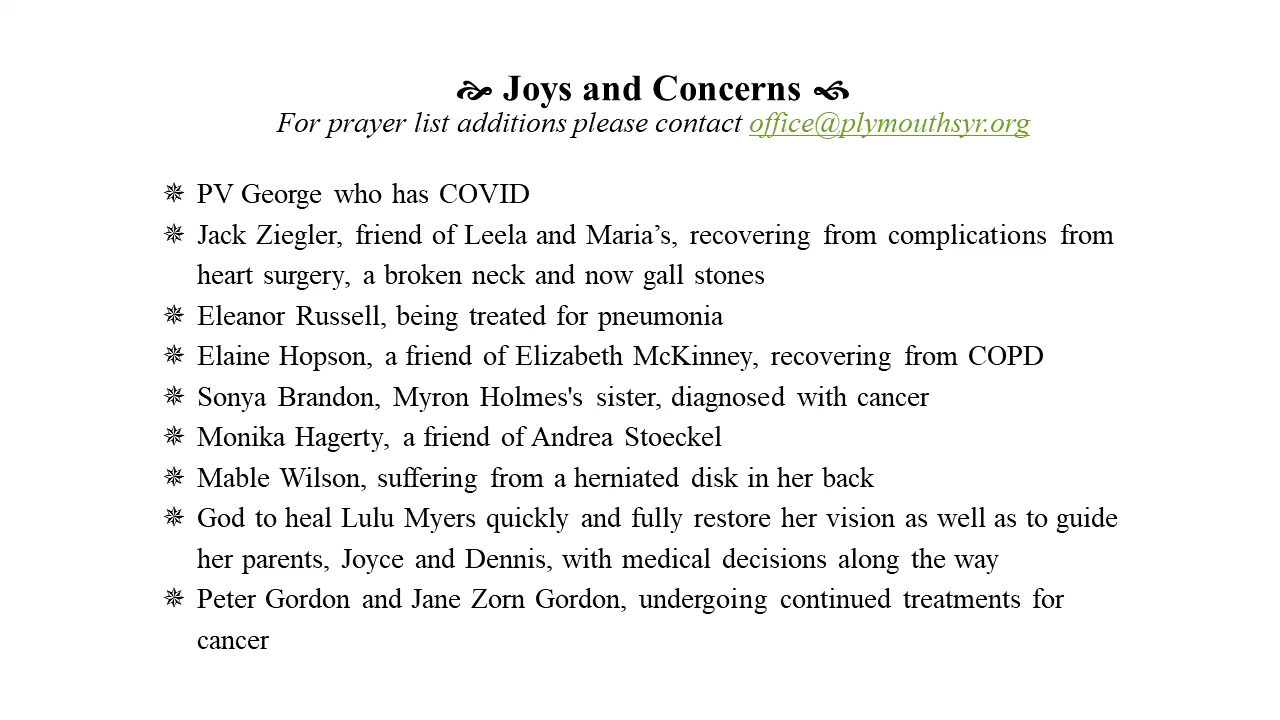 Joys and Concerns
For prayer list additions please contact office@plymouthsyr.org
PV George who has COVID
Jack Ziegler, friend of Leela and Maria’s, recovering from complications from
heart surgery, a broken neck and now gall stones
Eleanor Russell, being treated for pneumonia
Elaine Hopson, a friend of Elizabeth McKinney, recovering from COPD
Sonya Brandon, Myron Holmes's sister, diagnosed with cancer
Monika Hagerty, a friend of Andrea Stoeckel
Mable Wilson, suffering from a herniated disk in her back
God to heal Lulu Myers quickly and fully restore her vision as well as to guide
her parents, Joyce and Dennis, with medical decisions along the way
Peter Gordon and Jane Zorn Gordon, undergoing continued treatments for
cancer